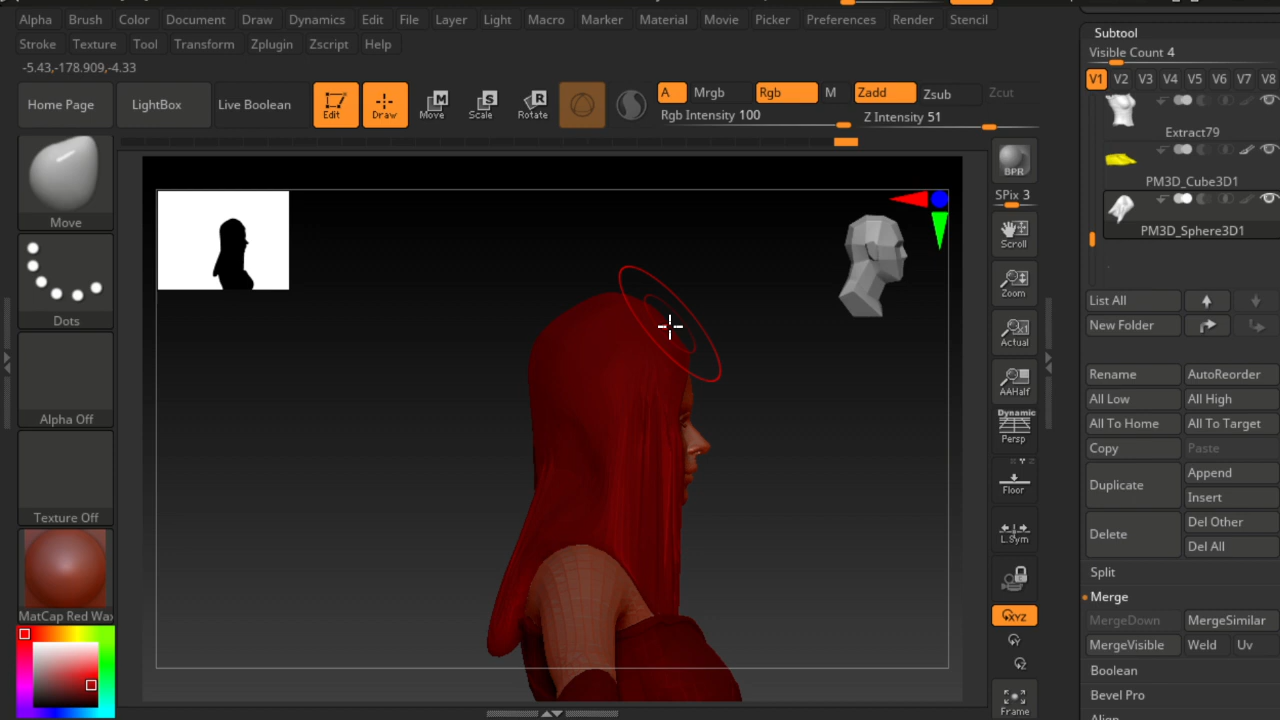 Alpha Brush Color Document Draw Dynamics Edit File Layer Light Macro Marker Material Movie Picker Preferences Render Stencil
Stroke Texture Tool Transform Zplugin Zscript Help
-5.43,-178.909,-4.33
Home Page LightBox Live Boolean Edit Draw Move Scale Rotate
M S R
A Mrgb Rgb M Zadd Zsub Zcut
Rgb Intensity 100 Z Intensity 51
Move
Dots
Alpha Off
Texture Off
MatCap Red Wax
BPR
SPix 3
Scroll
Zoom
Actual
AAHalf
Dynamic
Persp
Floor
L.Sym
XYZ
Frame
Subtool
Visible Count 4
V1 V2 V3 V4 V5 V6 V7 V8
Extract79
PM3D_Cube3D1
PM3D_Sphere3D1
List All
New Folder
Rename AutoReorder
All Low All High
All To Home All To Target
Copy Paste
Duplicate Append
Insert
Delete Del Other
Del All
Split
Merge
MergeDown MergeSimilar
MergeVisible Weld Uv
Boolean
Bevel Pro
Align